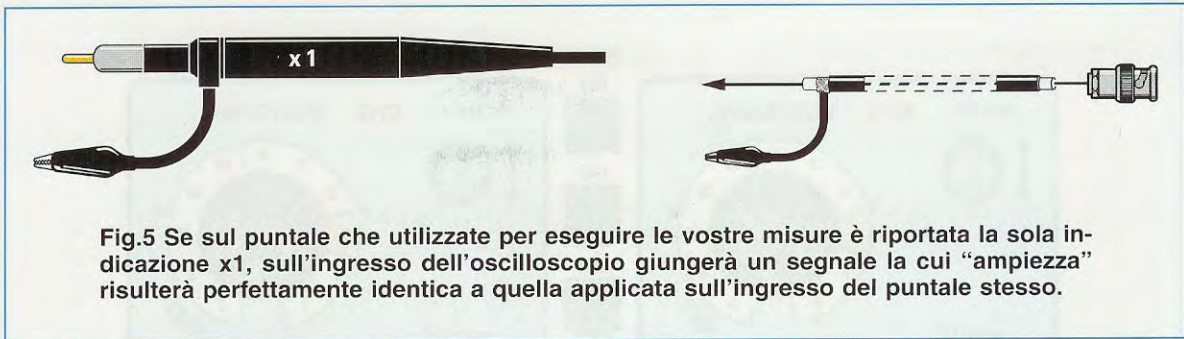 x1
Fig.5 Se sul puntale che utilizzate per eseguire le vostre misure è riportata la sola in-
dicazione x1, sull'ingresso dell'oscilloscopio giungerà un segnale la cui "ampiezza"
risulterà perfettamente identica a quella applicata sull'ingresso del puntale stesso.